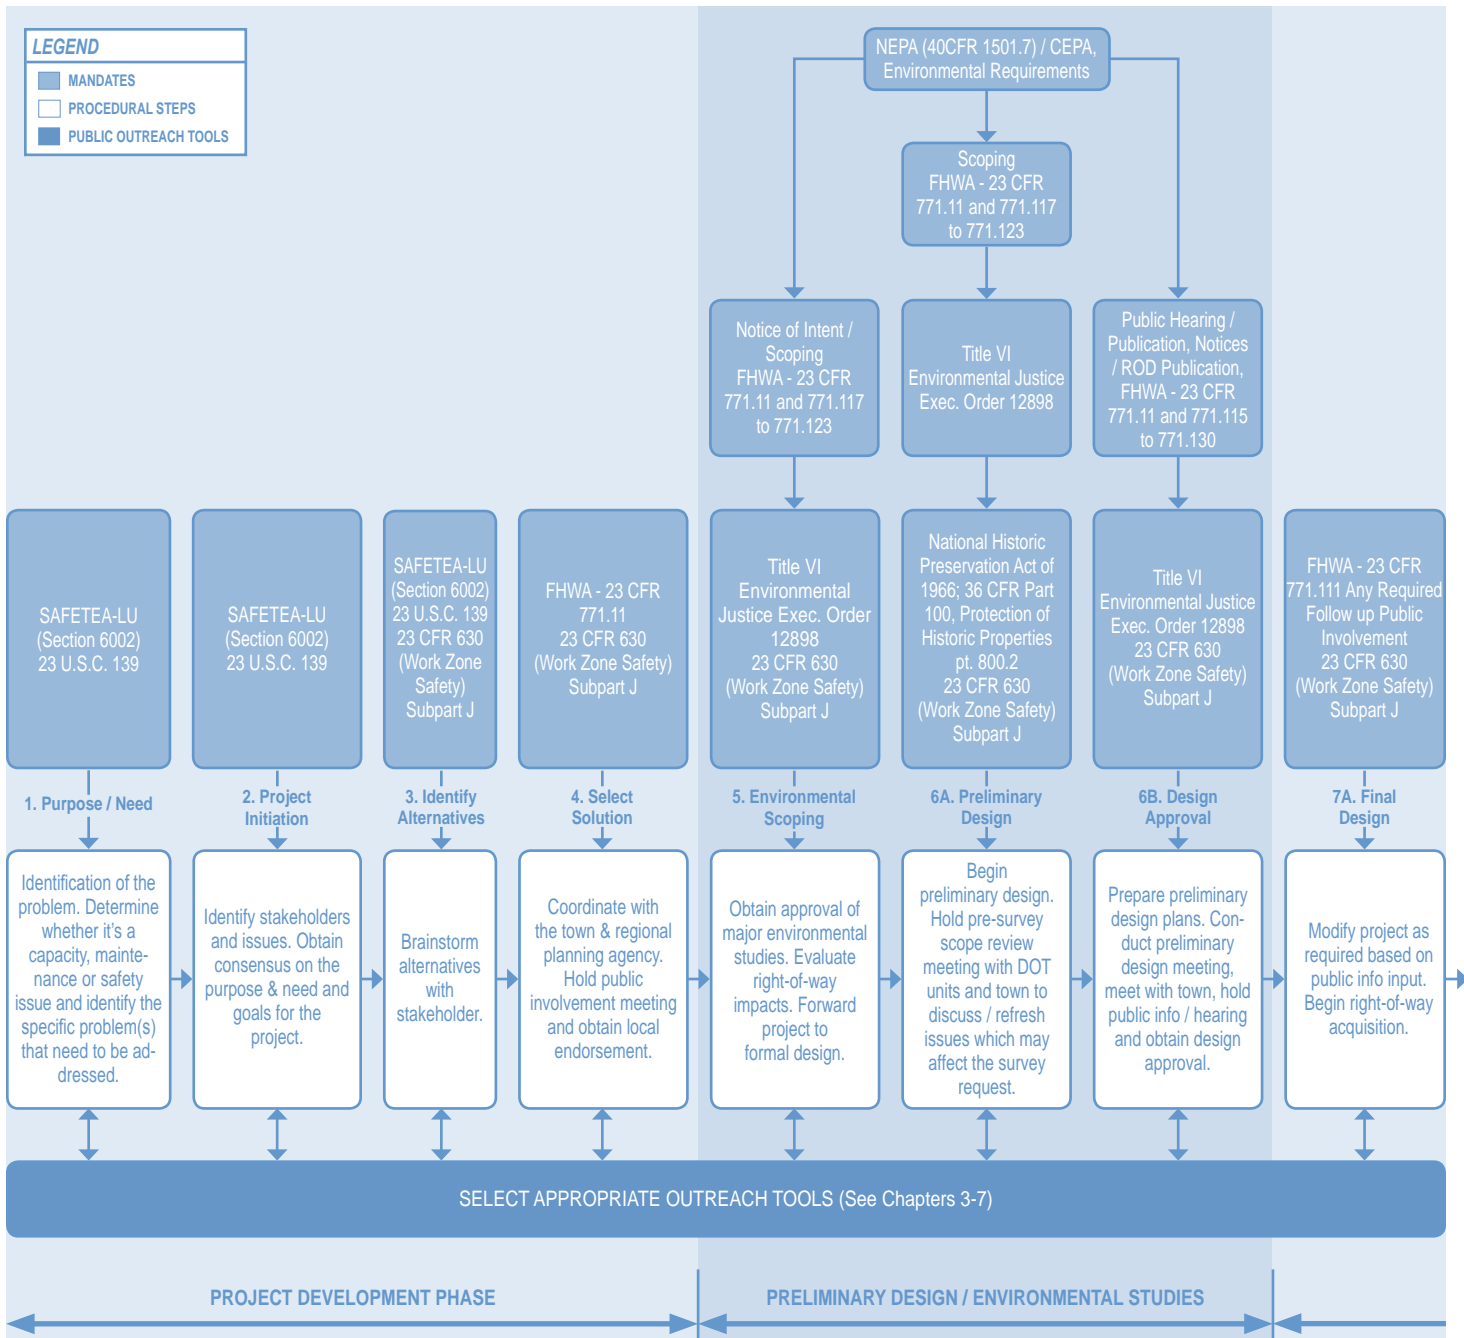 LEGEND
MANDATES
PROCEDURAL STEPS
PUBLIC OUTREACH TOOLS
NEPA (40CFR 1501.7) / CEPA,
Environmental Requirements
Scoping
FHWA - 23 CFR
771.11 and 771.117
to 771.123
Notice of Intent /
Scoping
FHWA - 23 CFR
771.11 and 771.117
to 771.123
Title VI
Environmental Justice
Exec. Order 12898
Public Hearing /
Publication, Notices
/ ROD Publication,
FHWA - 23 CFR
771.11 and 771.115
to 771.130
SAFETEA-LU
(Section 6002)
23 U.S.C. 139
SAFETEA-LU
(Section 6002)
23 U.S.C. 139
SAFETEA-LU
(Section 6002)
23 U.S.C. 139
23 CFR 630
(Work Zone
Safety)
Subpart J
FHWA - 23 CFR
771.11
23 CFR 630
(Work Zone Safety)
Subpart J
Title VI
Environmental
Justice Exec. Order
12898
23 CFR 630
(Work Zone Safety)
Subpart J
National Historic
Preservation Act of
1966; 36 CFR Part
100, Protection of
Historic Properties
pt. 800.2
23 CFR 630
(Work Zone Safety)
Subpart J
Title VI
Environmental Justice
Exec. Order 12898
23 CFR 630
(Work Zone Safety)
Subpart J
FHWA - 23 CFR
771.111 Any Required
Follow up Public
Involvement
23 CFR 630
(Work Zone Safety)
Subpart J
1. Purpose / Need
2. Project
Initiation
3. Identify
Alternatives
4. Select
Solution
5. Environmental
Scoping
6A. Preliminary
Design
6B. Design
Approval
7A. Final
Design
Identification of the
problem. Determine
whether it's a
capacity, mainte-
nance or safety
issue and identify the
specific problem(s)
that need to be ad-
dressed.
Identify stakeholders
and issues. Obtain
consensus on the
purpose & need and
goals for the
project.
Brainstorm
alternatives
with
stakeholder.
Coordinate with
the town & regional
planning agency.
Hold public
involvement meeting
and obtain local
endorsement.
Obtain approval of
major environmental
studies. Evaluate
right-of-way
impacts. Forward
project to
formal design.
Begin
preliminary design.
Hold pre-survey
scope review
meeting with DOT
units and town to
discuss / refresh
issues which may
affect the survey
request.
Prepare preliminary
design plans. Con-
duct preliminary
design meeting,
meet with town, hold
public info / hearing
and obtain design
approval.
Modify project as
required based on
public info input.
Begin right-of-way
acquisition.
SELECT APPROPRIATE OUTREACH TOOLS (See Chapters 3-7)
PROJECT DEVELOPMENT PHASE
PRELIMINARY DESIGN / ENVIRONMENTAL STUDIES